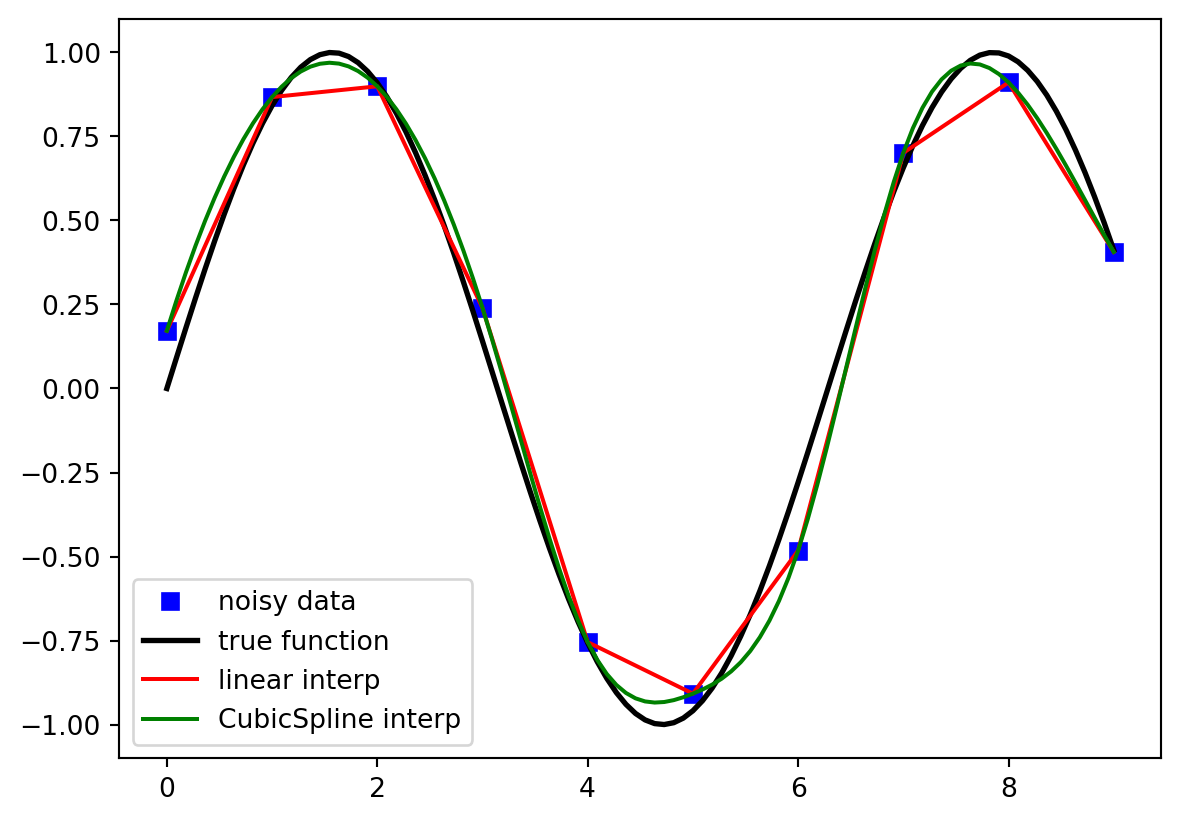 1.00
0.75
0.50
0.25
0.00
−0.25
−0.50
−0.75
−1.00
noisy data
true function
linear interp
CubicSpline interp
0 2 4 6 8